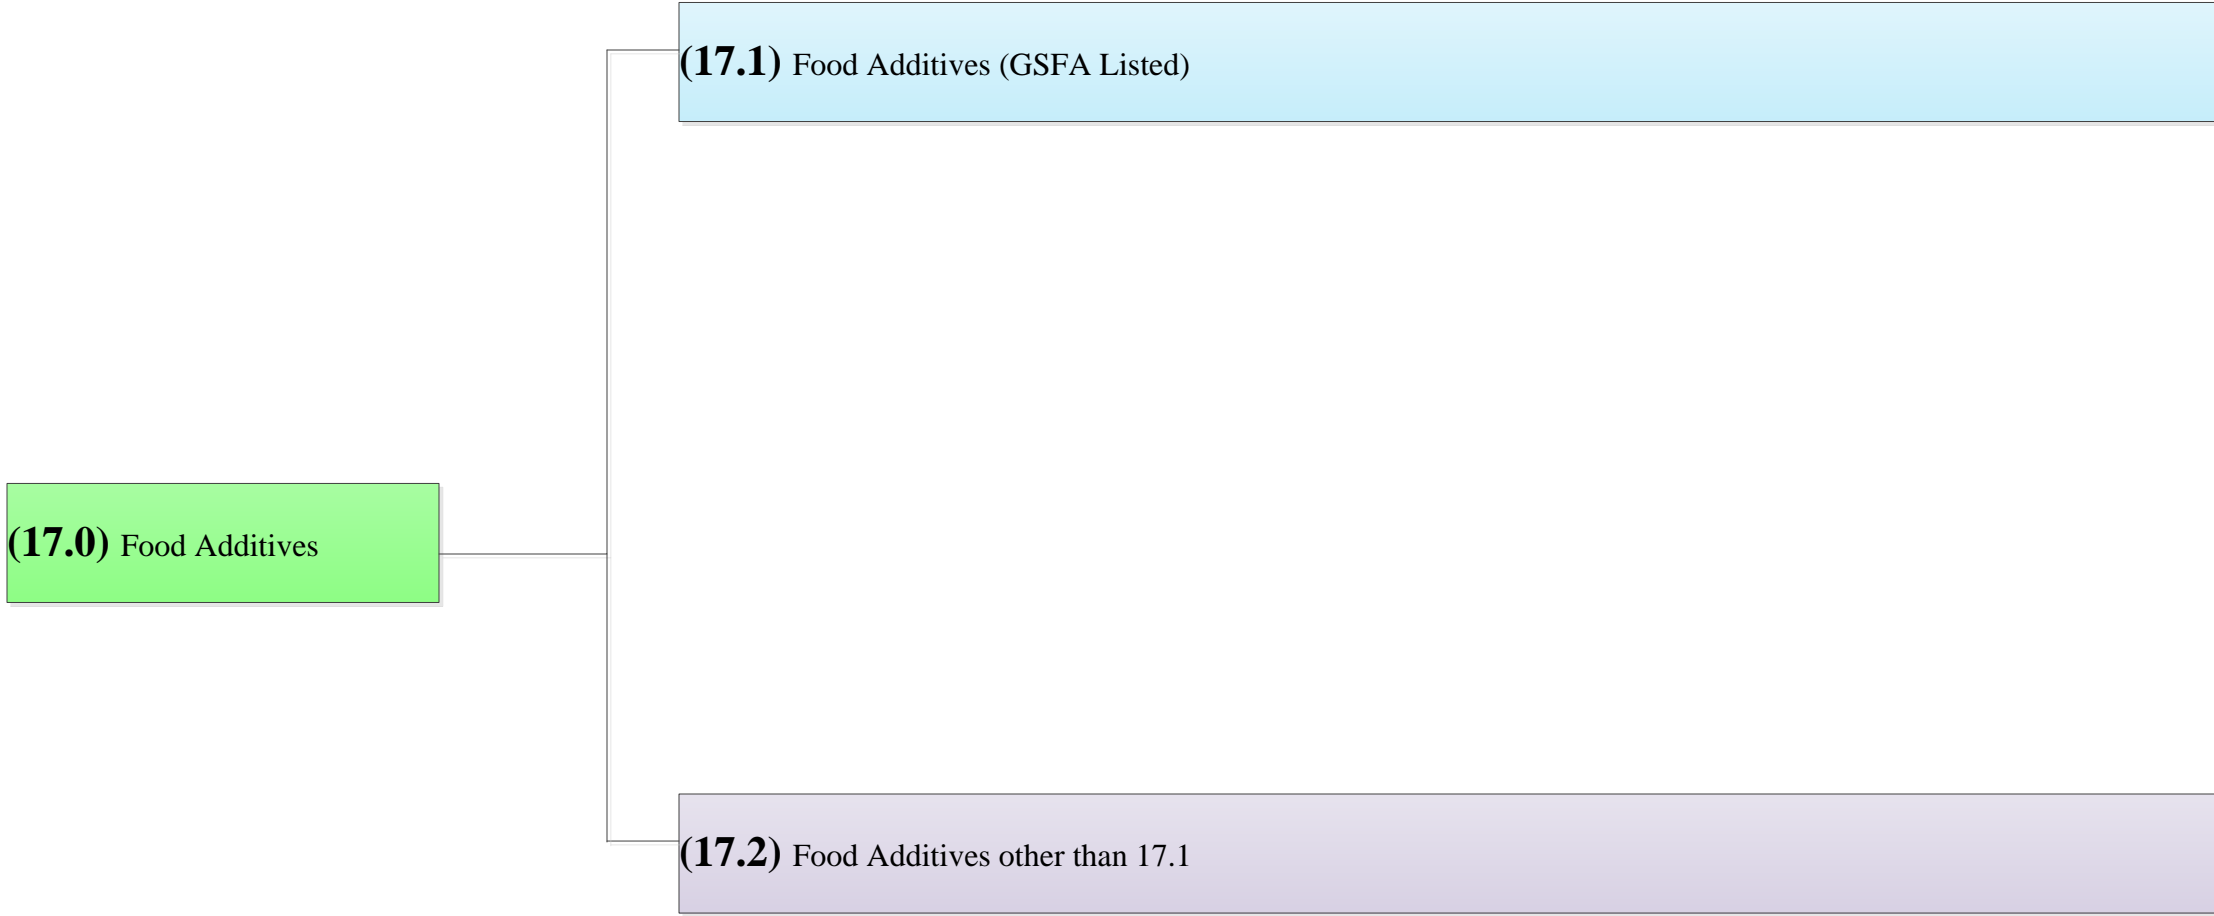 (17.1) Food Additives (GSFA Listed)
(17.0) Food Additives
(17.2) Food Additives other than 17.1